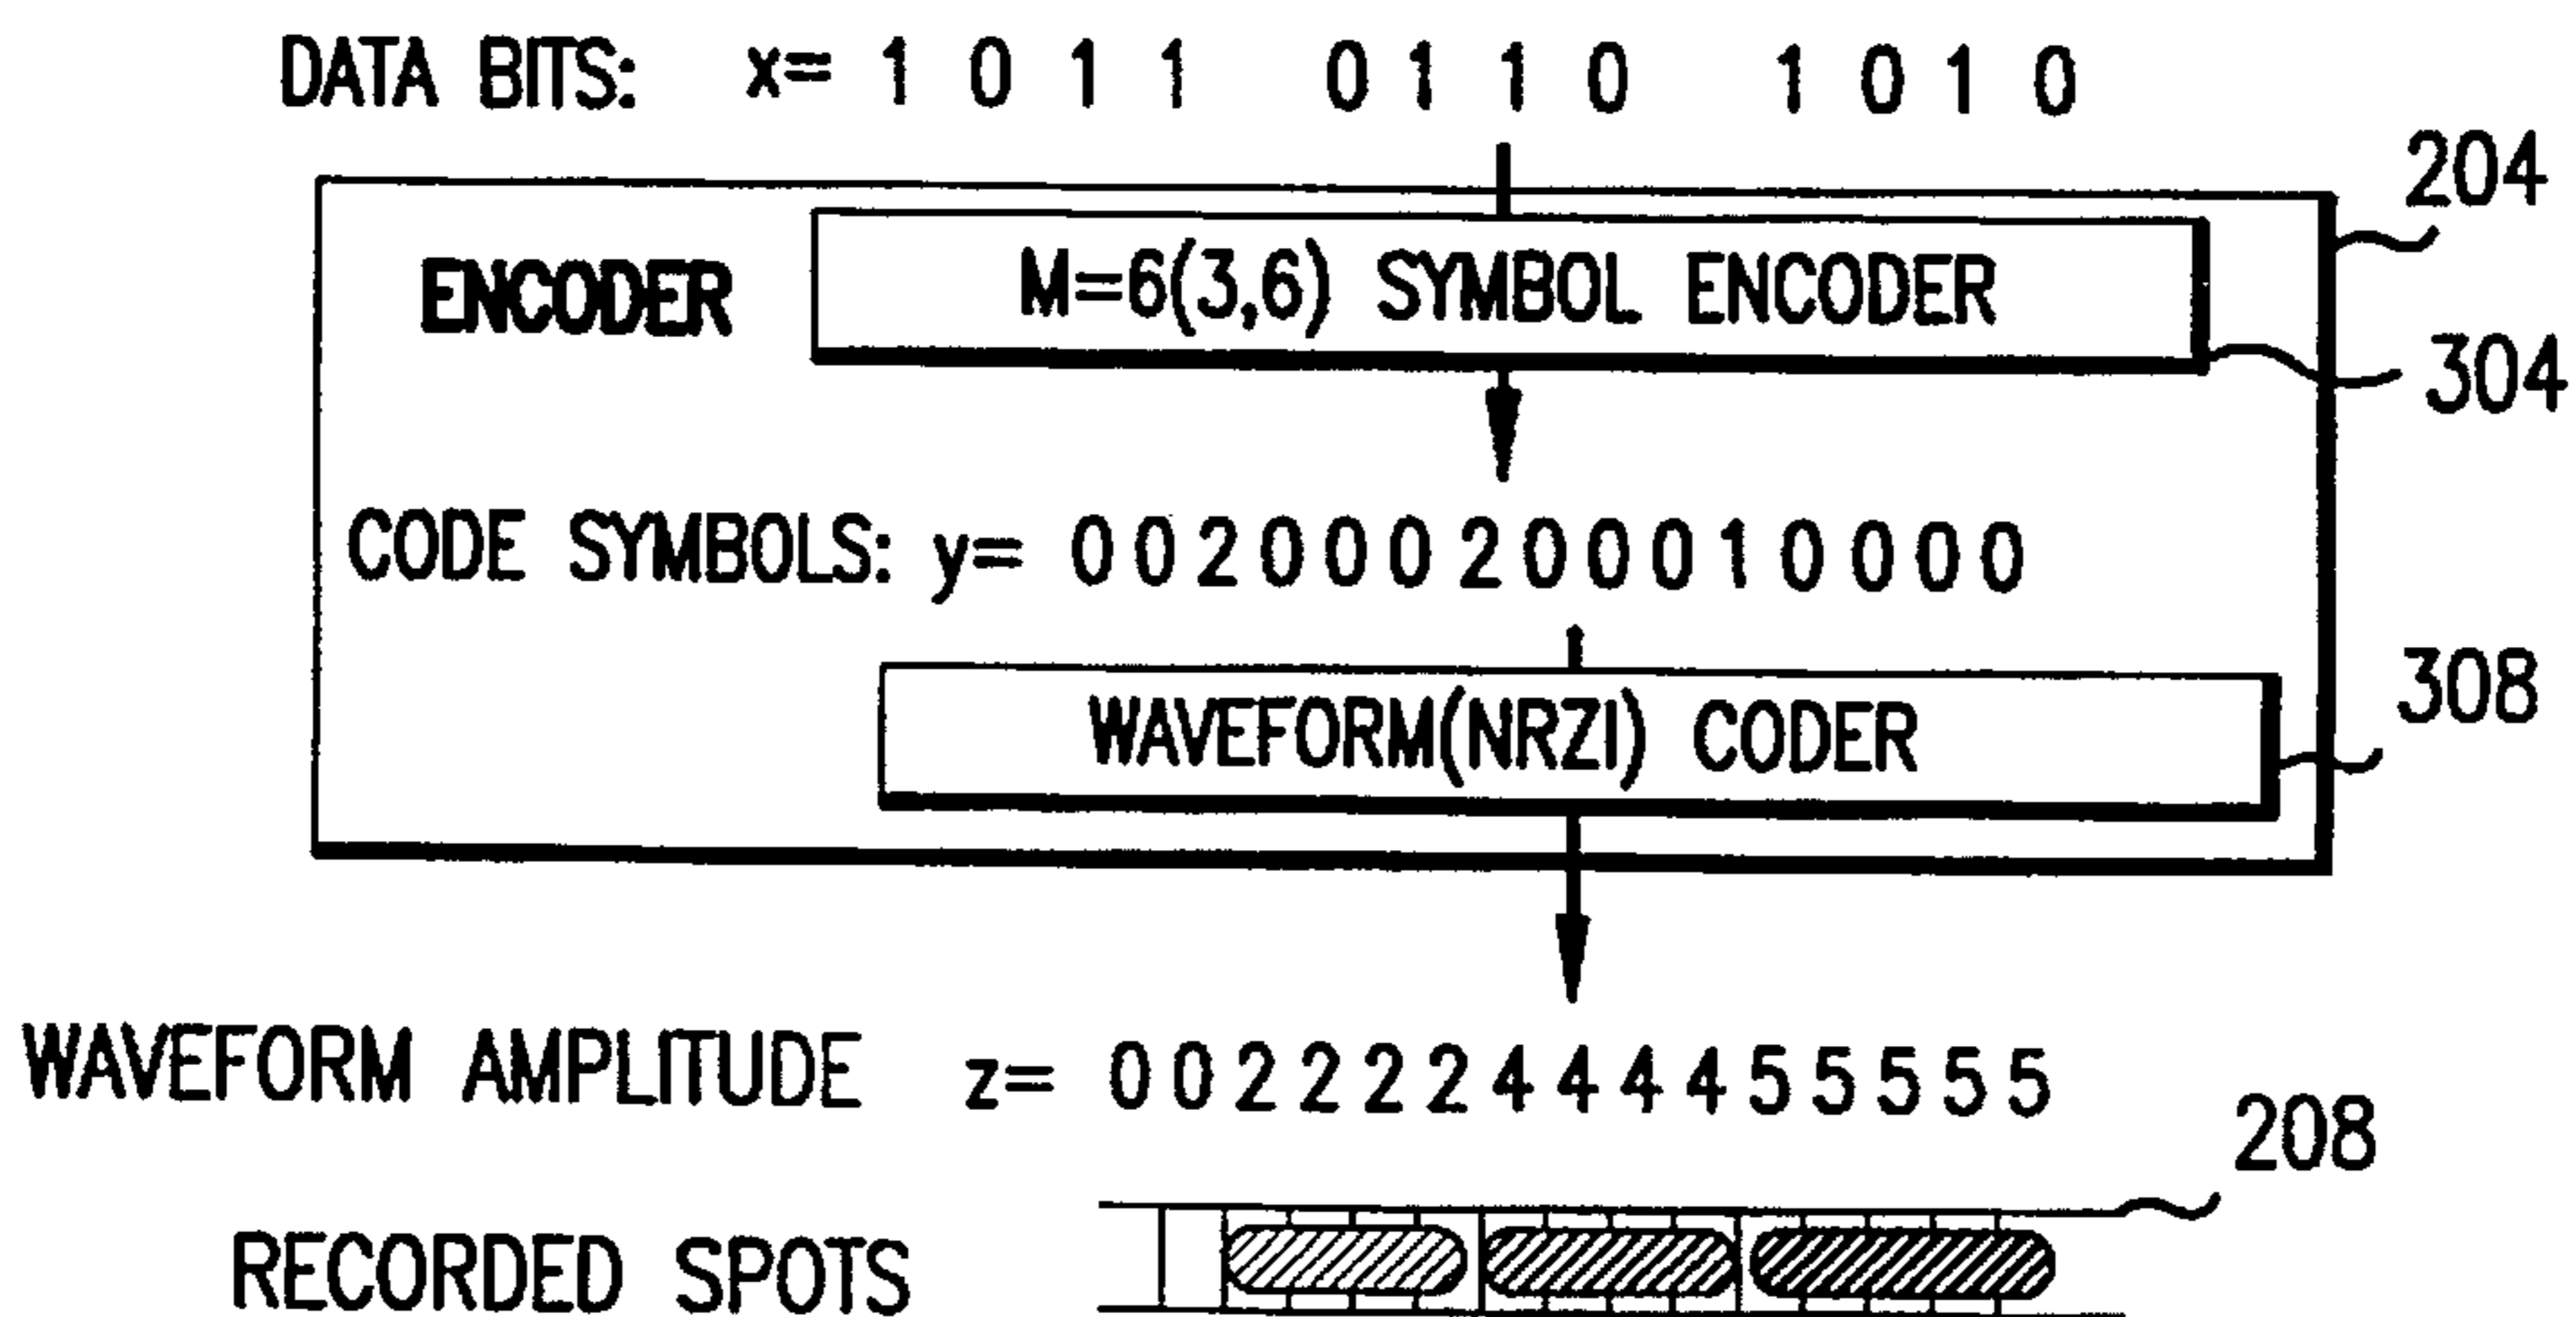 DATA BITS: x= 1 0 1 1 0 1 1 0 1 0 1 0
204
ENCODER M=6(3,6) SYMBOL ENCODER
304
CODE SYMBOLS: y= 0 0 2 0 0 0 2 0 0 0 1 0 0 0 0
308
WAVEFORM(NRZI) CODER
WAVEFORM AMPLITUDE z= 0 0 2 2 2 2 4 4 4 4 5 5 5 5 5
208
RECORDED SPOTS